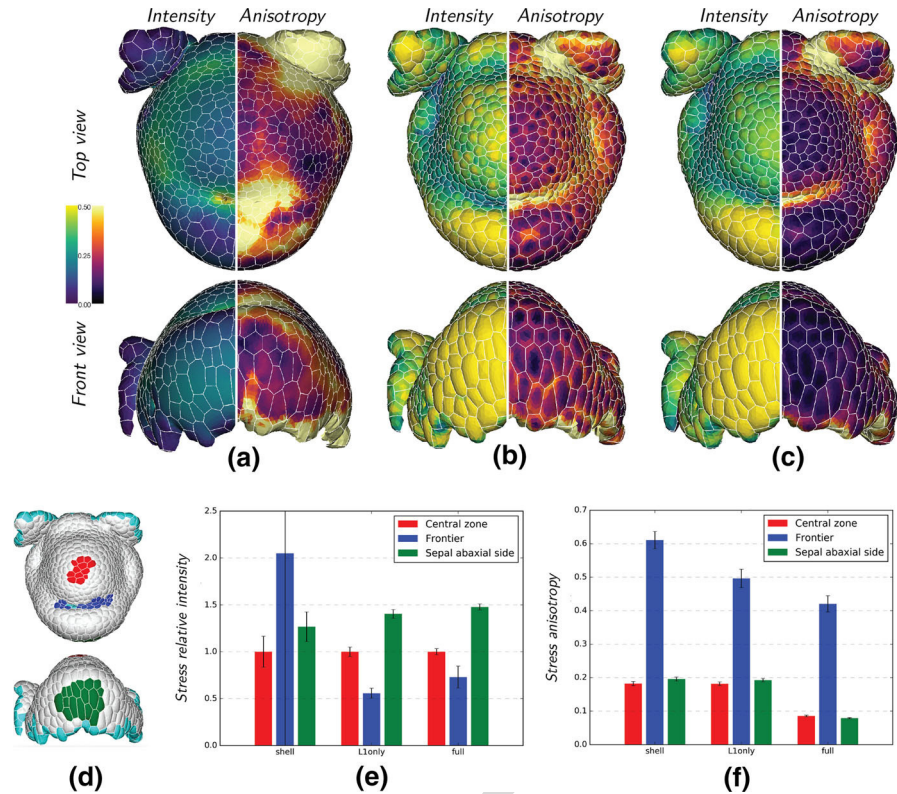 Intensity Anisotropy Intensity Anisotropy Intensity Anisotropy
Top view
0.50
0.25
0.00
Front view
(a) (b) (c)
(d)
Stress relative intensity
2.5
2.0
1.5
1.0
0.5
0.0
Central zone
Frontier
Sepal abaxial side
shell L1only full
(e)
Stress anisotropy
0.7
0.6
0.5
0.4
0.3
0.2
0.1
0.0
Central zone
Frontier
Sepal abaxial side
shell L1only full
(f)